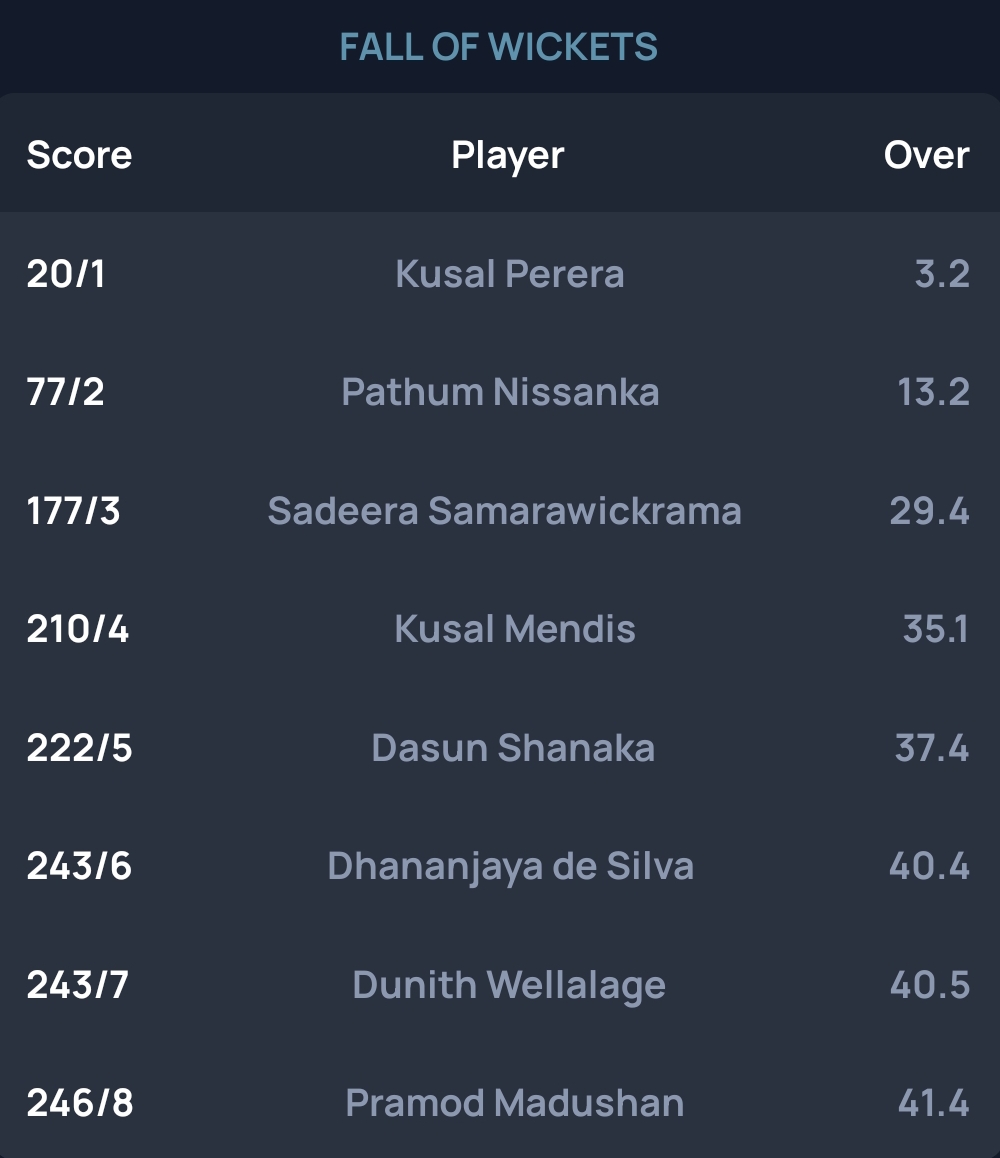 FALL OF WICKETS
Score Player Over
20/1 Kusal Perera 3.2
77/2 Pathum Nissanka 13.2
177/3 Sadeera Samarawickrama 29.4
210/4 Kusal Mendis 35.1
222/5 Dasun Shanaka 37.4
243/6 Dhananjaya de Silva 40.4
243/7 Dunith Wellalage 40.5
246/8 Pramod Madushan 41.4